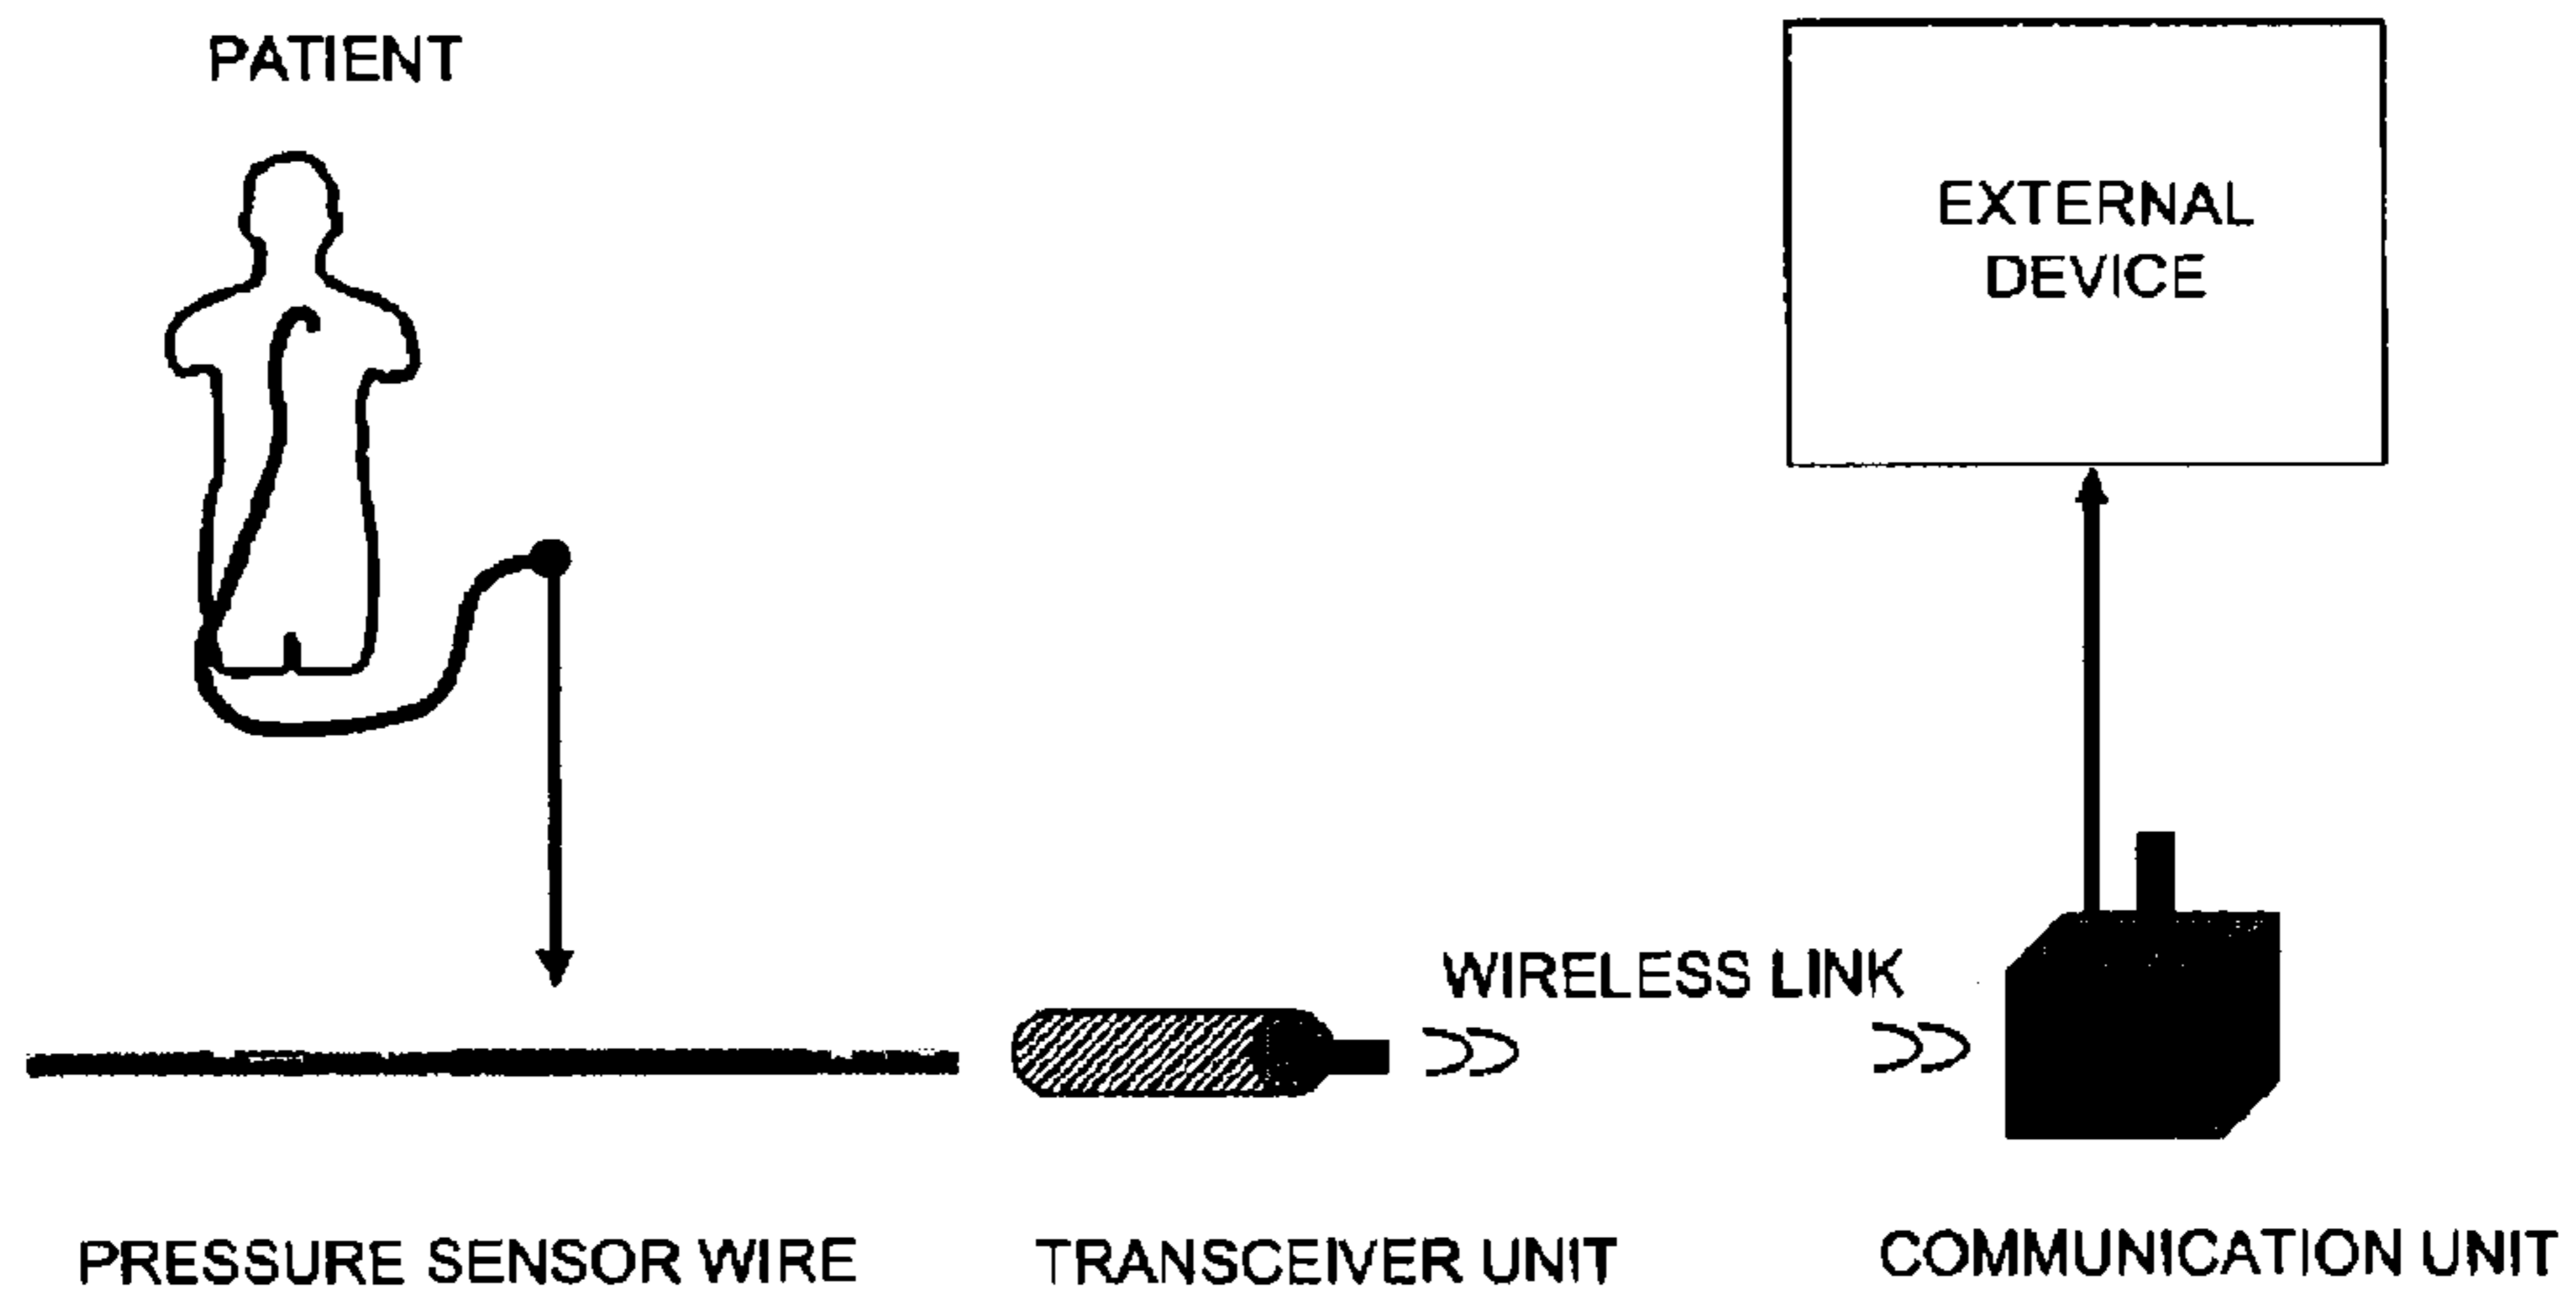 PATIENT
EXTERNAL
DEVICE
WIRELESS LINK
PRESSURE SENSOR WIRE
TRANSCEIVER UNIT
COMMUNICATION UNIT